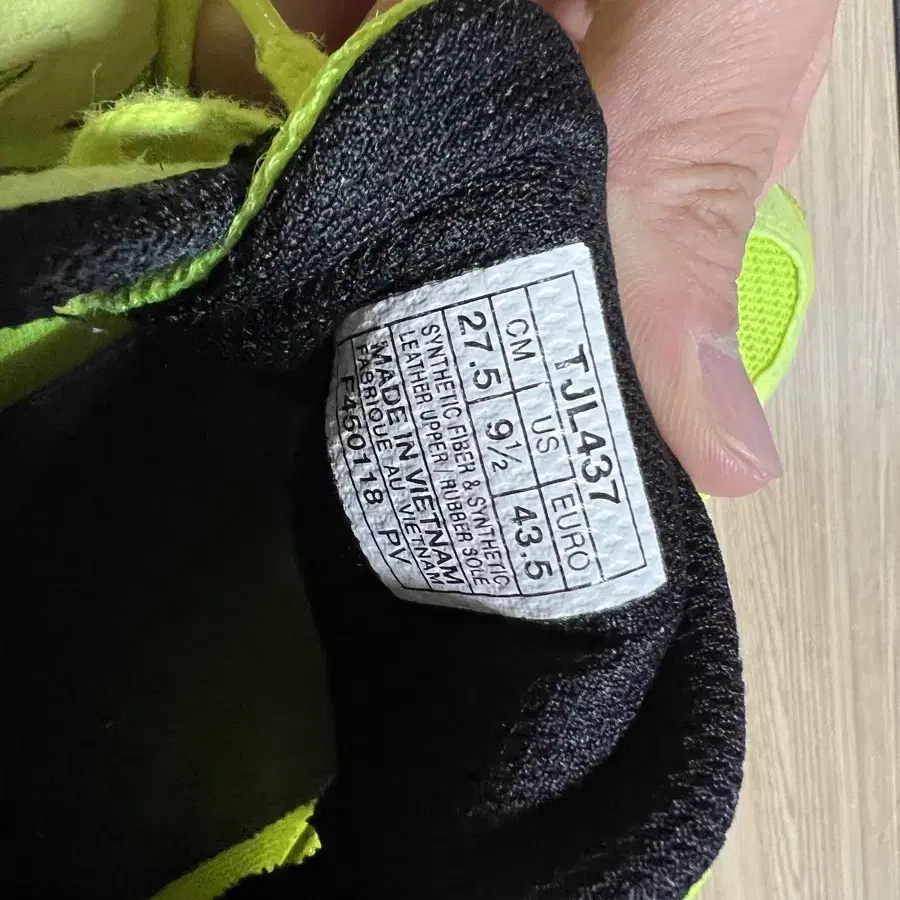 TJL437
CM US EURO
27.5 9½ 43.5
SYNTHETIC FIBER & SYNTHETIC
LEATHER UPPER / RUBBER SOLE
MADE IN VIETNAM
FABRIQUE AU VIETNAM
F460118 PV